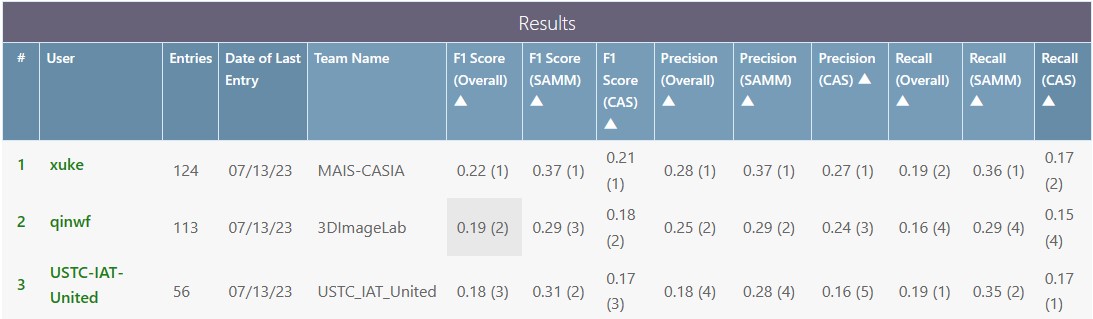 Results
# User Entries Date of Last Entry Team Name F1 Score (Overall) ▲ F1 Score (SAMM) ▲ F1 Score (CAS) ▲ Precision (Overall) ▲ Precision (SAMM) ▲ Precision (CAS) ▲ Recall (Overall) ▲ Recall (SAMM) ▲ Recall (CAS) ▲
1 xuke 124 07/13/23 MAIS-CASIA 0.22 (1) 0.37 (1) 0.21 (1) 0.28 (1) 0.37 (1) 0.27 (1) 0.19 (2) 0.36 (1) 0.17 (2)
2 qinwf 113 07/13/23 3DImageLab 0.19 (2) 0.29 (3) 0.18 (2) 0.25 (2) 0.29 (2) 0.24 (3) 0.16 (4) 0.29 (4) 0.15 (4)
3 USTC-IAT-United 56 07/13/23 USTC_IAT_United 0.18 (3) 0.31 (2) 0.17 (3) 0.18 (4) 0.28 (4) 0.16 (5) 0.19 (1) 0.35 (2) 0.17 (1)